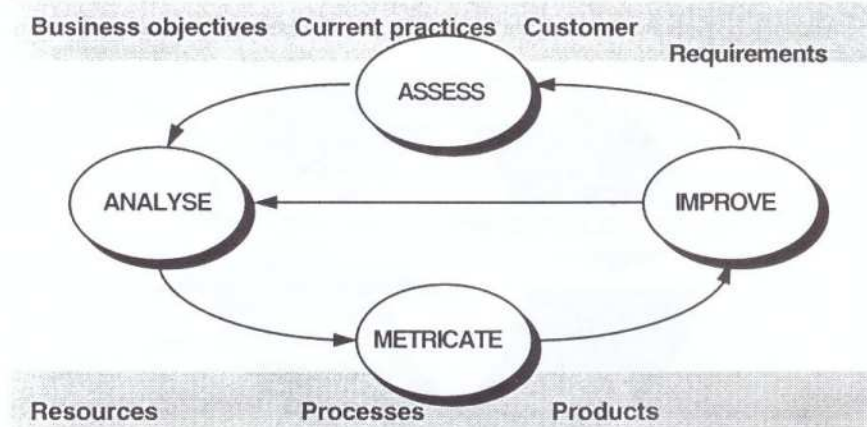 Business objectives Current practices Customer
Requirements
ASSESS
ANALYSE
IMPROVE
METRICATE
Resources Processes Products